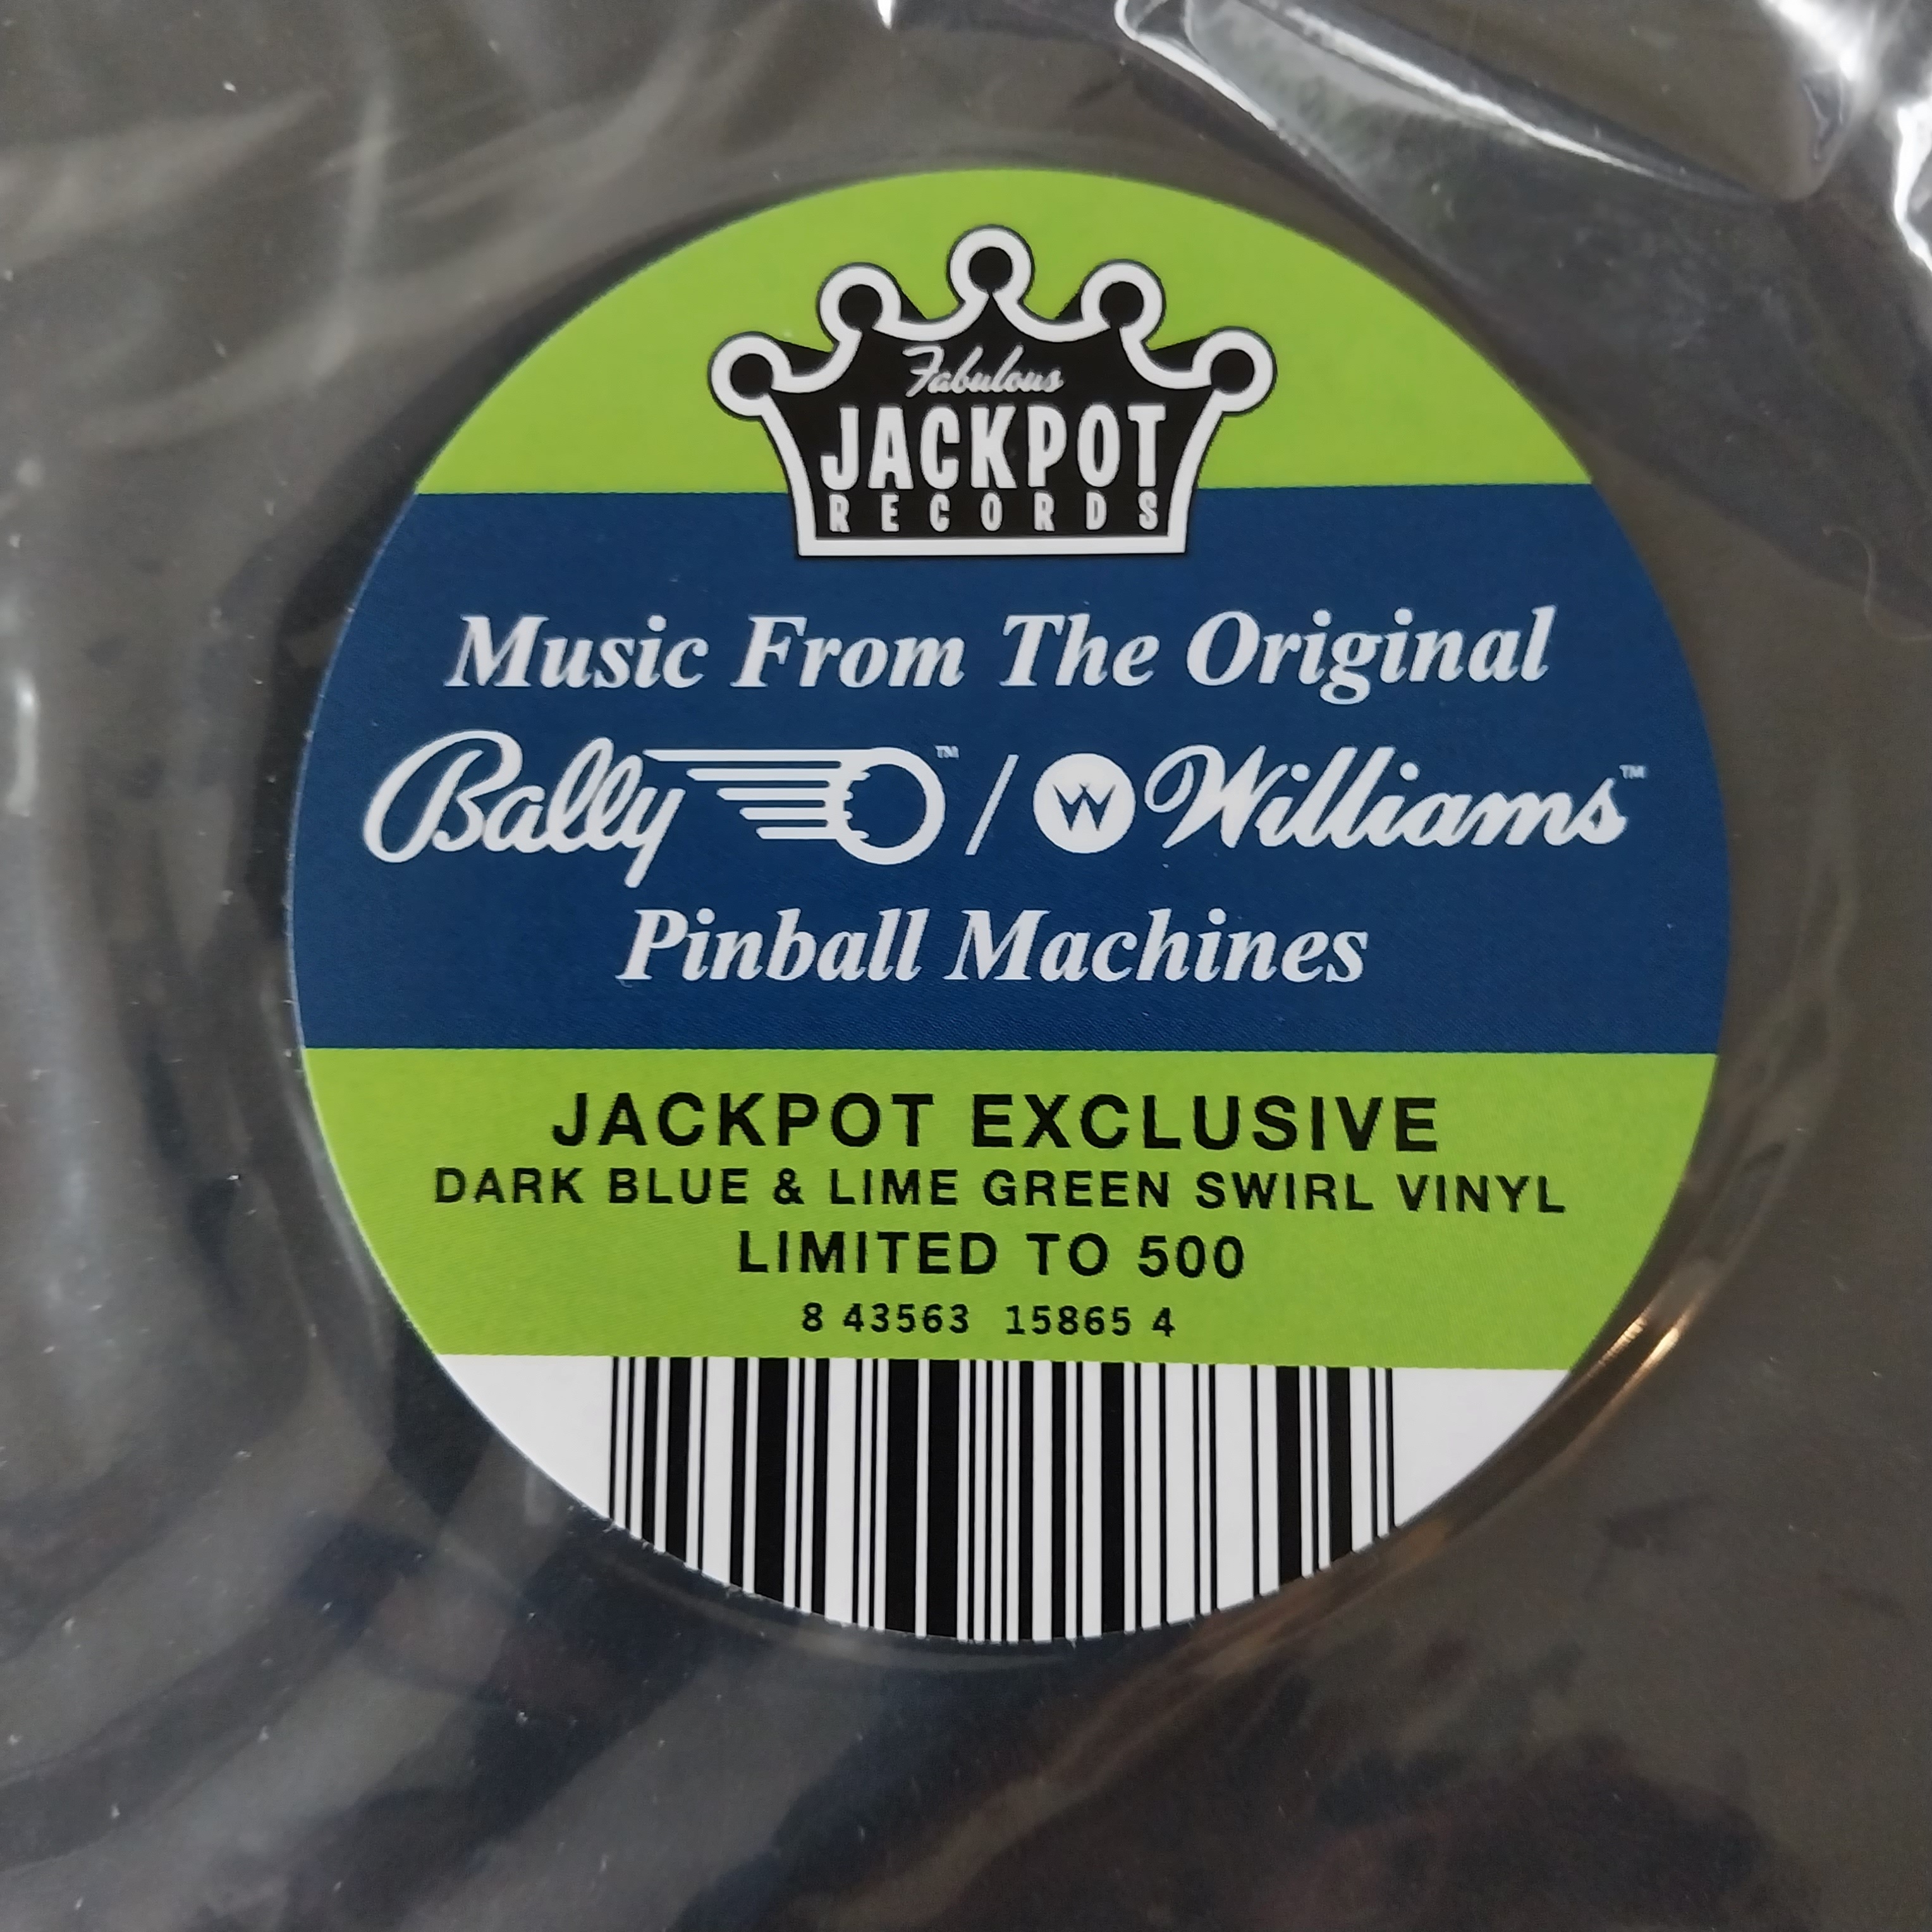 Fabulous
JACKPOT
RECORDS
Music From The Original
Bally™ / W Williams™
Pinball Machines
JACKPOT EXCLUSIVE
DARK BLUE & LIME GREEN SWIRL VINYL
LIMITED TO 500
8 43563 15865 4